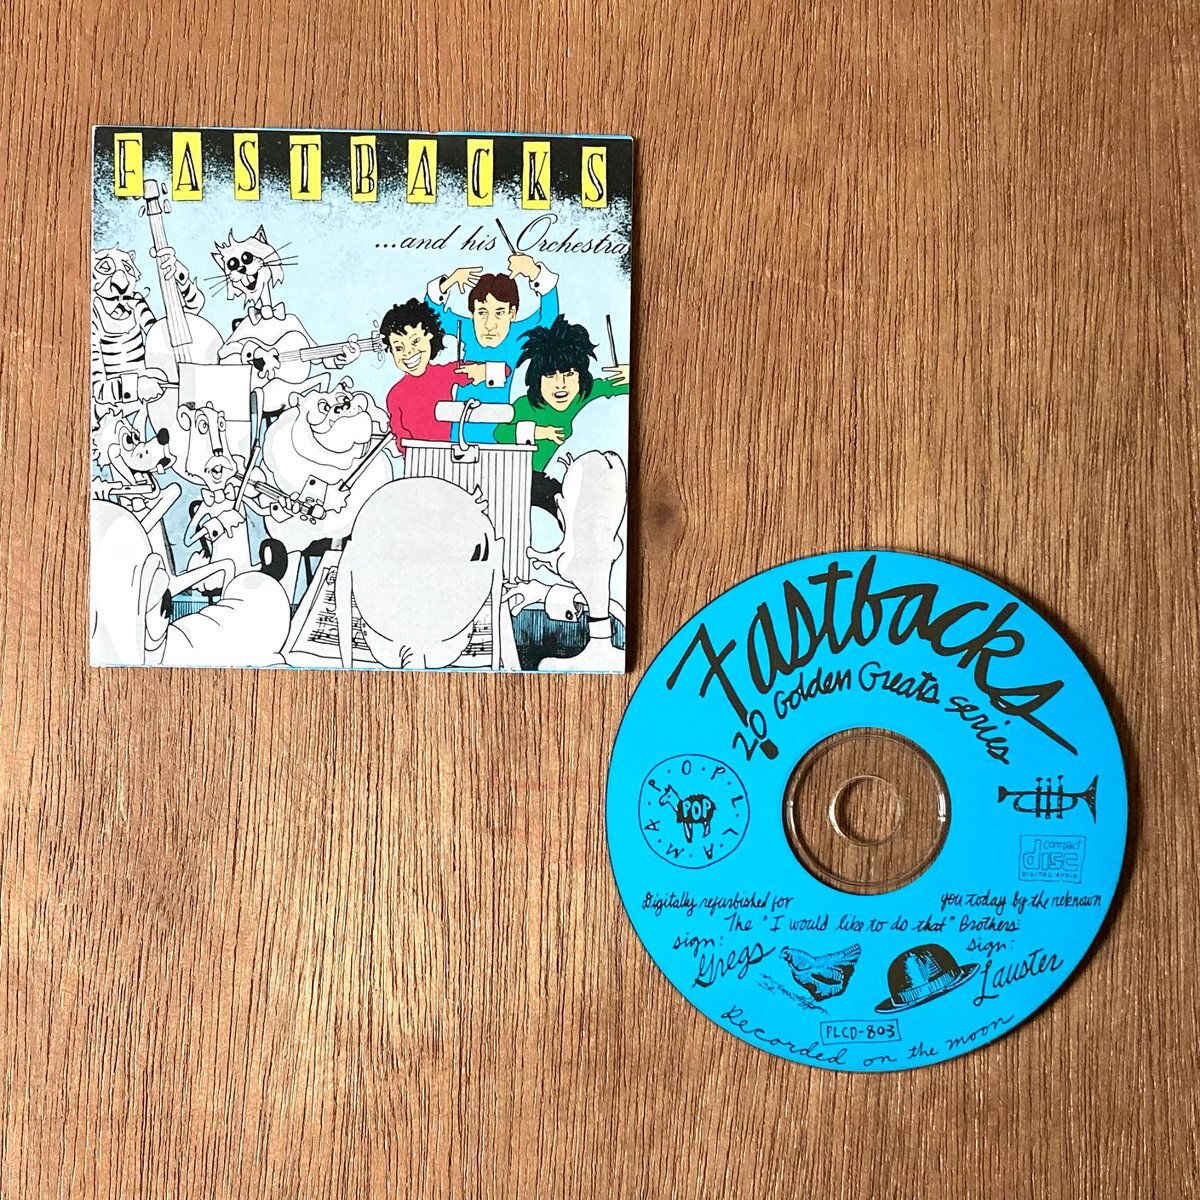 FASTBACKS
...and his Orchestra
Fastbacks
20 Golden Greats series
POPLLAMA
POP
compact
disc
DIGITAL AUDIO
Digitally refurbished for you today by the reknown
The "I would like to do that" Brothers:
sign: Gregs
sign: Lauster
PLCD-803
Recorded on the moon